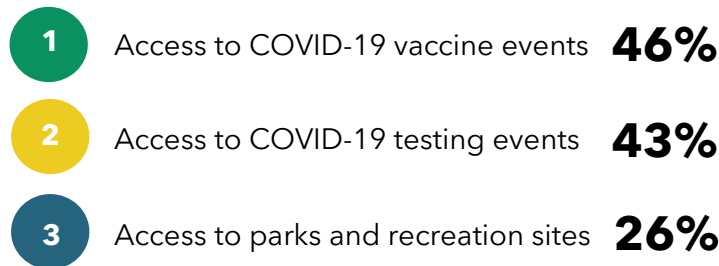 1 Access to COVID-19 vaccine events 46%
2 Access to COVID-19 testing events 43%
3 Access to parks and recreation sites 26%